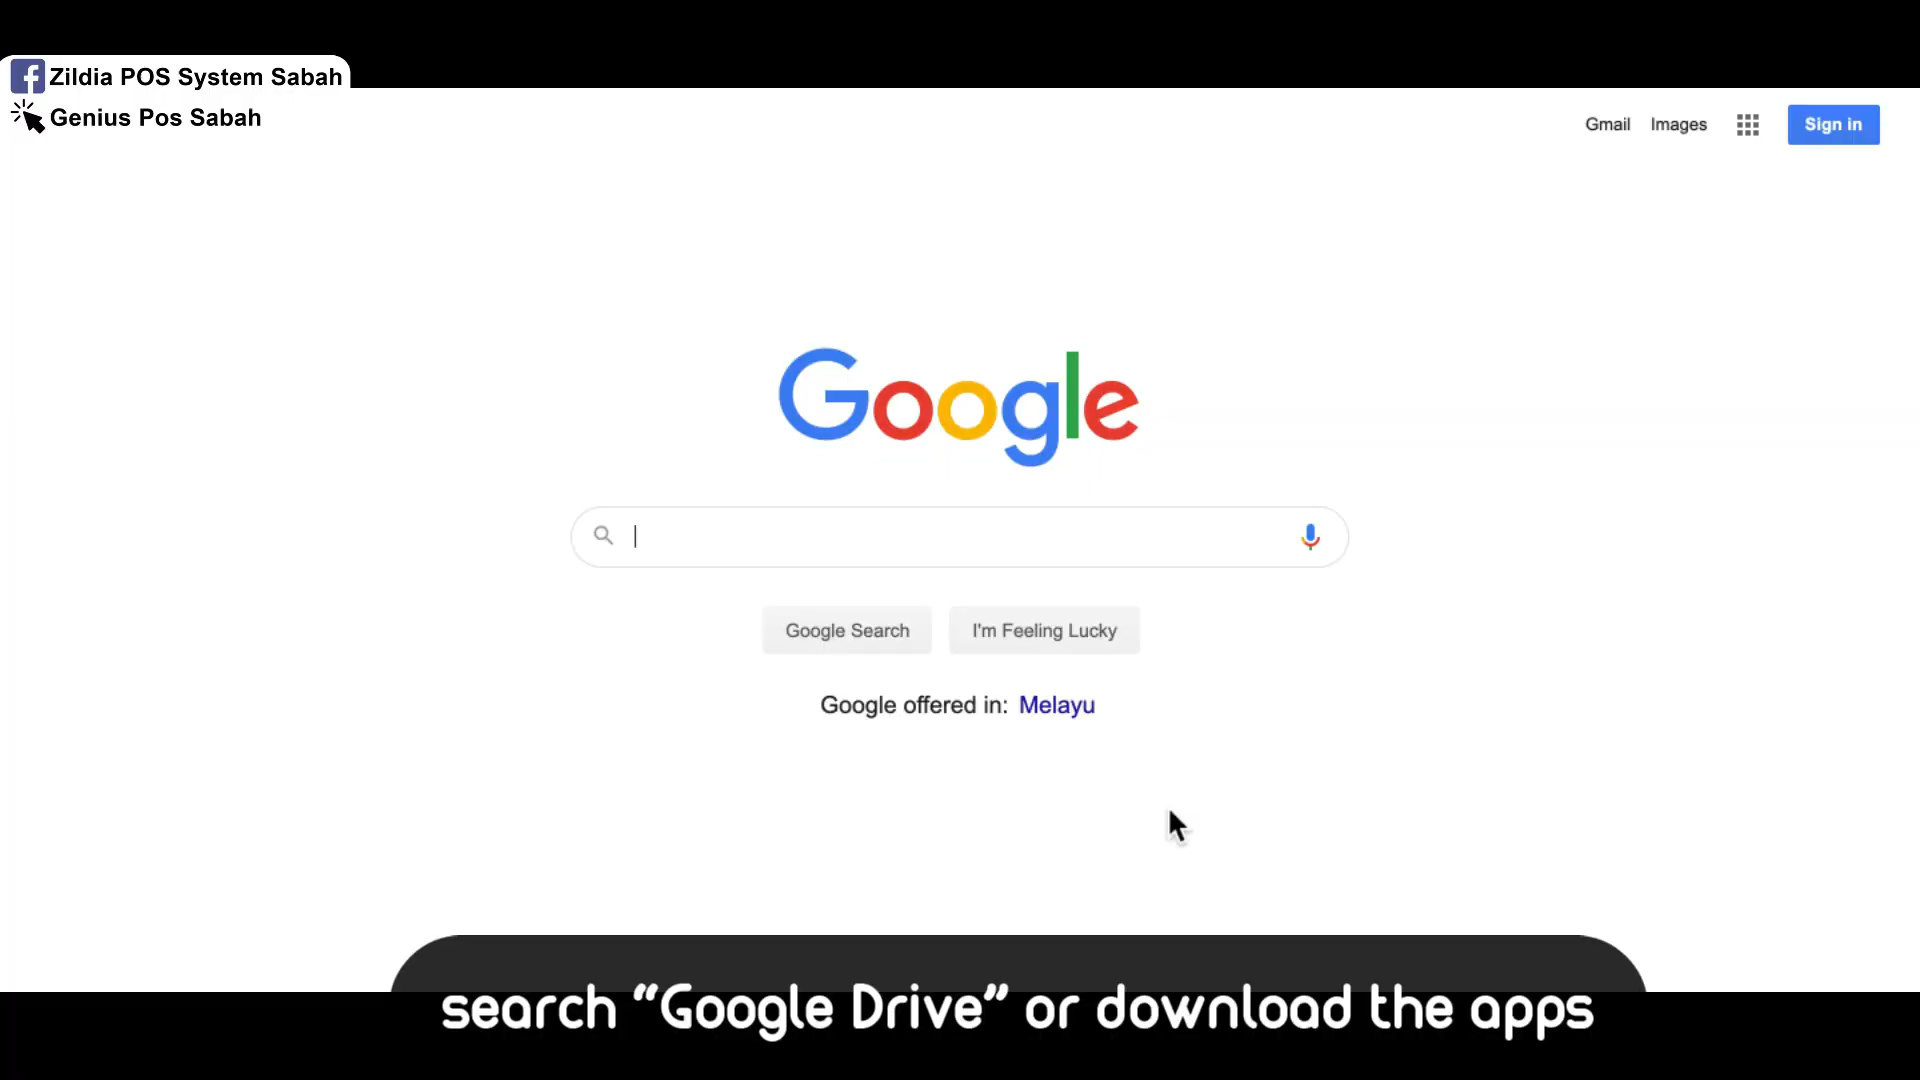 Zildia POS System Sabah
Genius Pos Sabah
Gmail Images Sign in
Google
Google Search I'm Feeling Lucky
Google offered in: Melayu
search “Google Drive” or download the apps